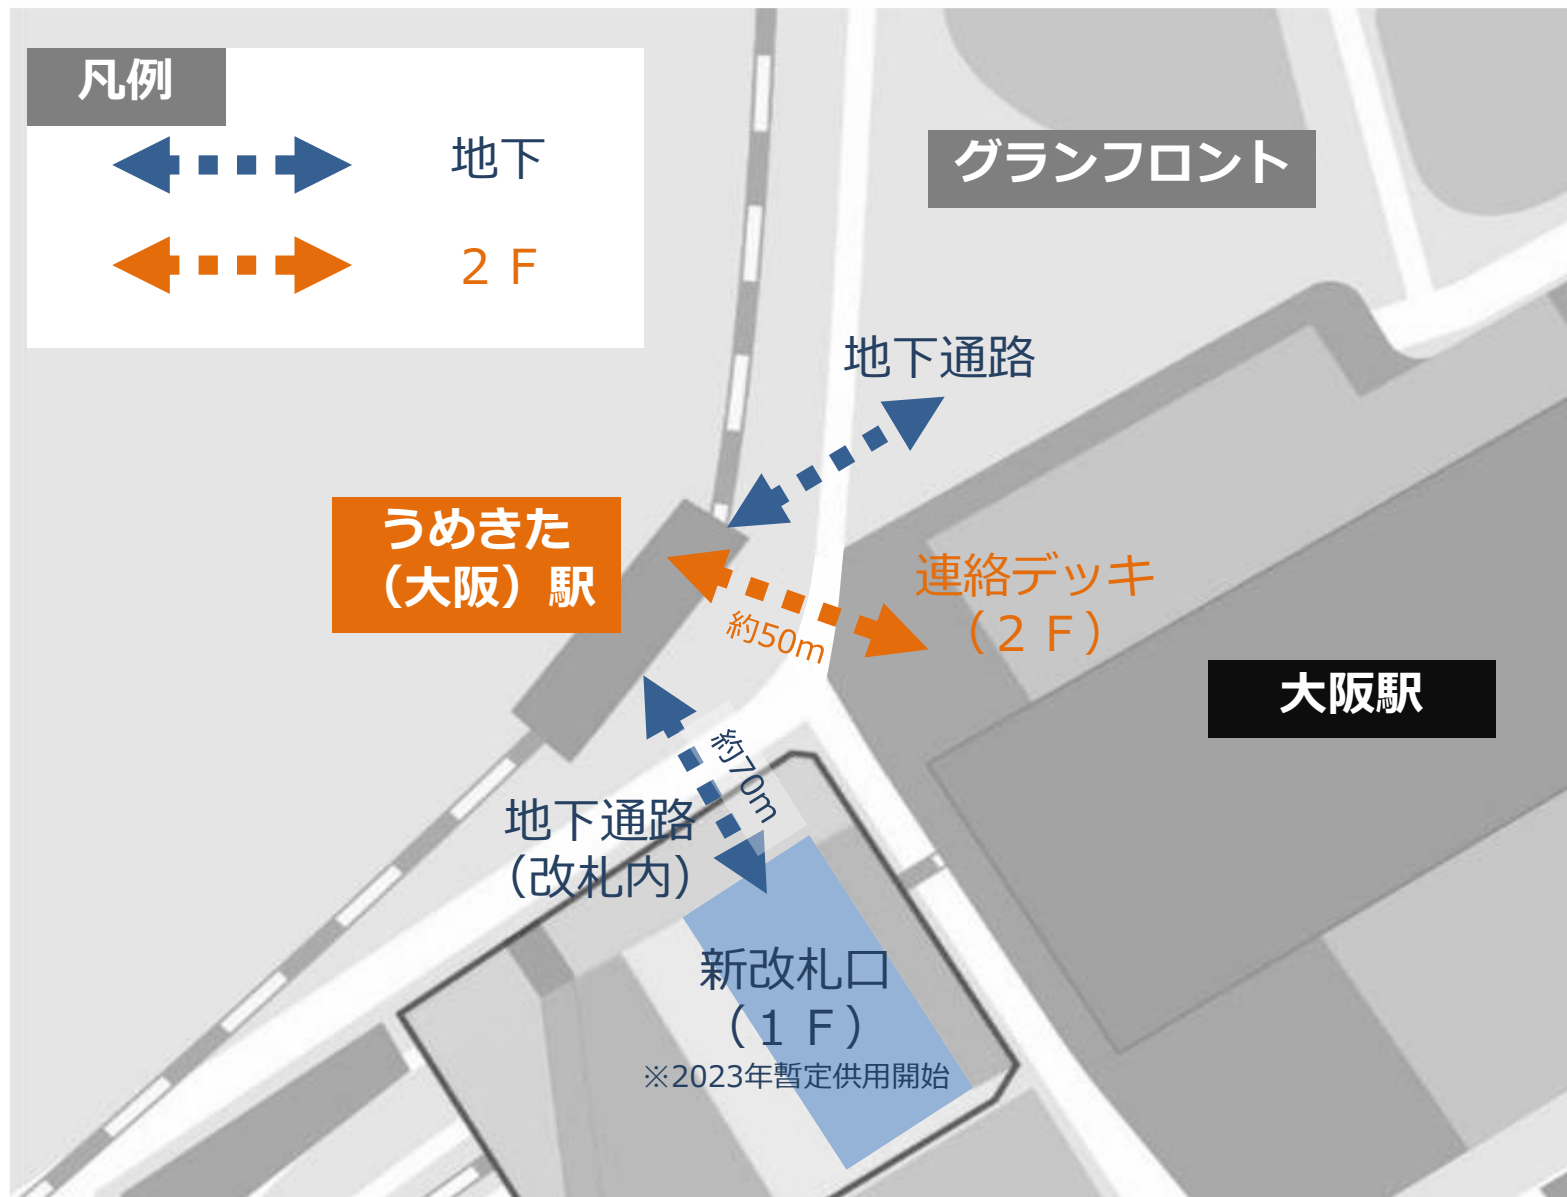 凡例
地下
２Ｆ
グランフロント
地下通路
うめきた
（大阪）駅
連絡デッキ
（２Ｆ）
約50m
大阪駅
約70m
地下通路
（改札内）
新改札口
（１Ｆ）
※2023年暫定供用開始